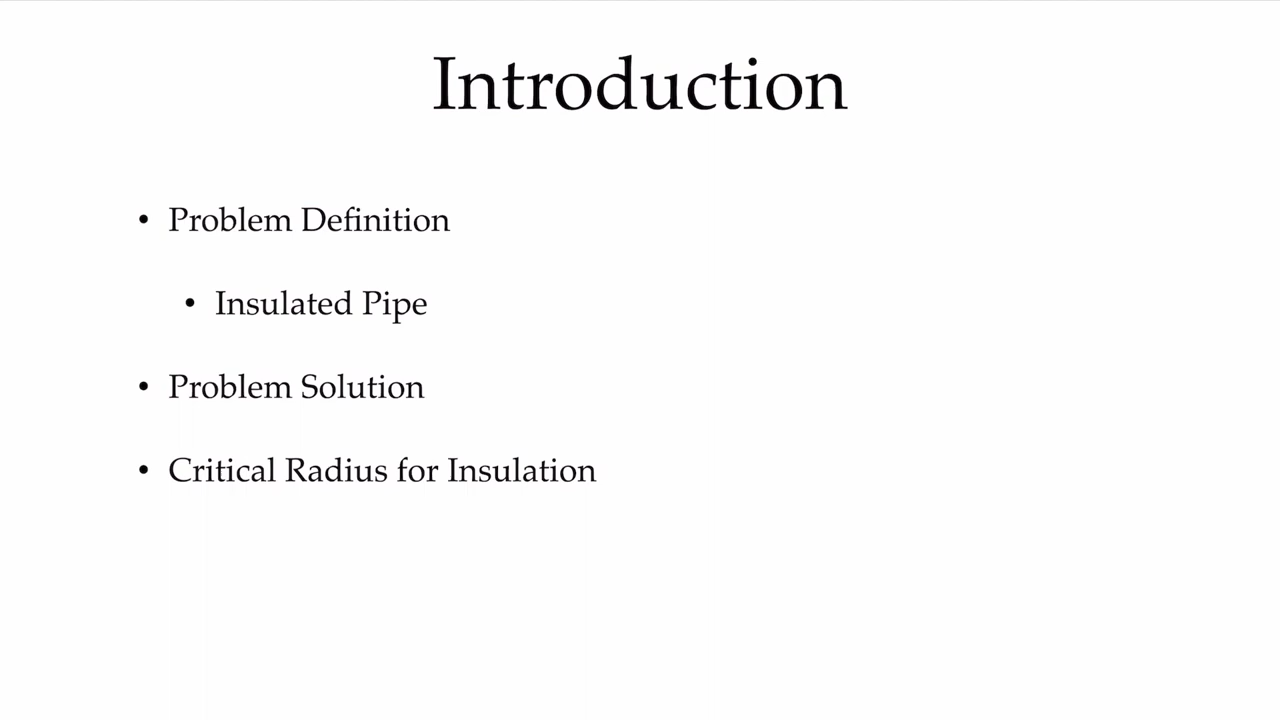 Introduction
• Problem Definition
• Insulated Pipe
• Problem Solution
• Critical Radius for Insulation